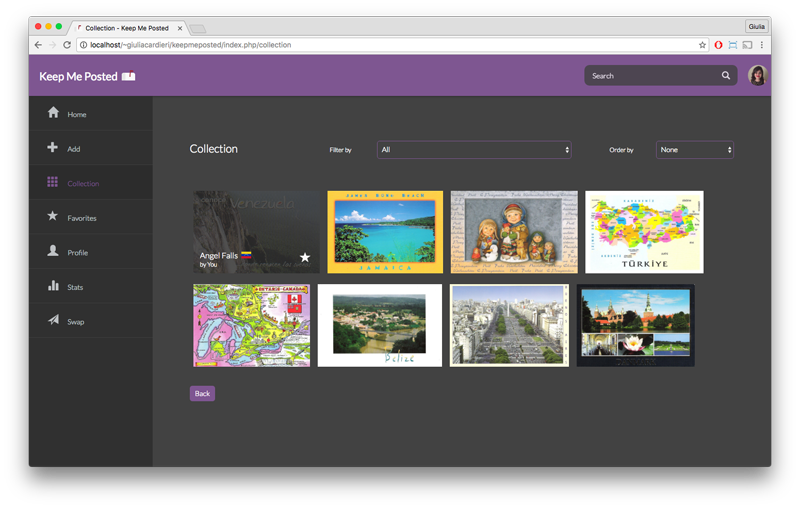 Collection - Keep Me Posted
Giulia
localhost/~giuliacardieri/keepmeposted/index.php/collection
Keep Me Posted
Search
Home
Add
Collection
Favorites
Profile
Stats
Swap
Collection
Filter by
All
Order by
None
venezuela
Angel Falls
by You
JAMAICA
TÜRKİYE
ONTARIO - CANADA
Belize
Back